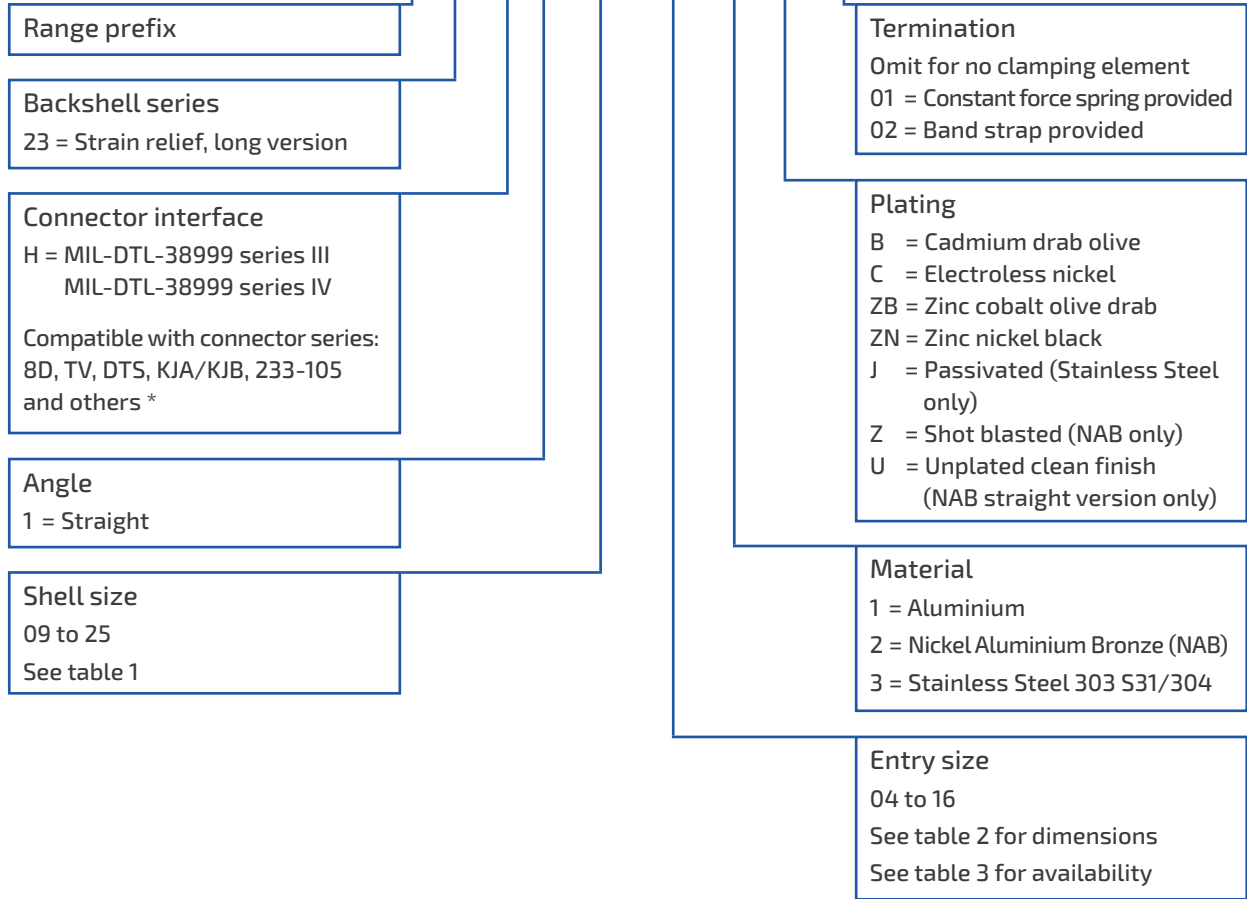 Range prefix
Backshell series
23 = Strain relief, long version
Connector interface
H = MIL-DTL-38999 series III
MIL-DTL-38999 series IV
Compatible with connector series:
8D, TV, DTS, KJA/KJB, 233-105
and others *
Angle
1 = Straight
Shell size
09 to 25
See table 1
Termination
Omit for no clamping element
01 = Constant force spring provided
02 = Band strap provided
Plating
B = Cadmium drab olive
C = Electroless nickel
ZB = Zinc cobalt olive drab
ZN = Zinc nickel black
J = Passivated (Stainless Steel
only)
Z = Shot blasted (NAB only)
U = Unplated clean finish
(NAB straight version only)
Material
1 = Aluminium
2 = Nickel Aluminium Bronze (NAB)
3 = Stainless Steel 303 S31/304
Entry size
04 to 16
See table 2 for dimensions
See table 3 for availability